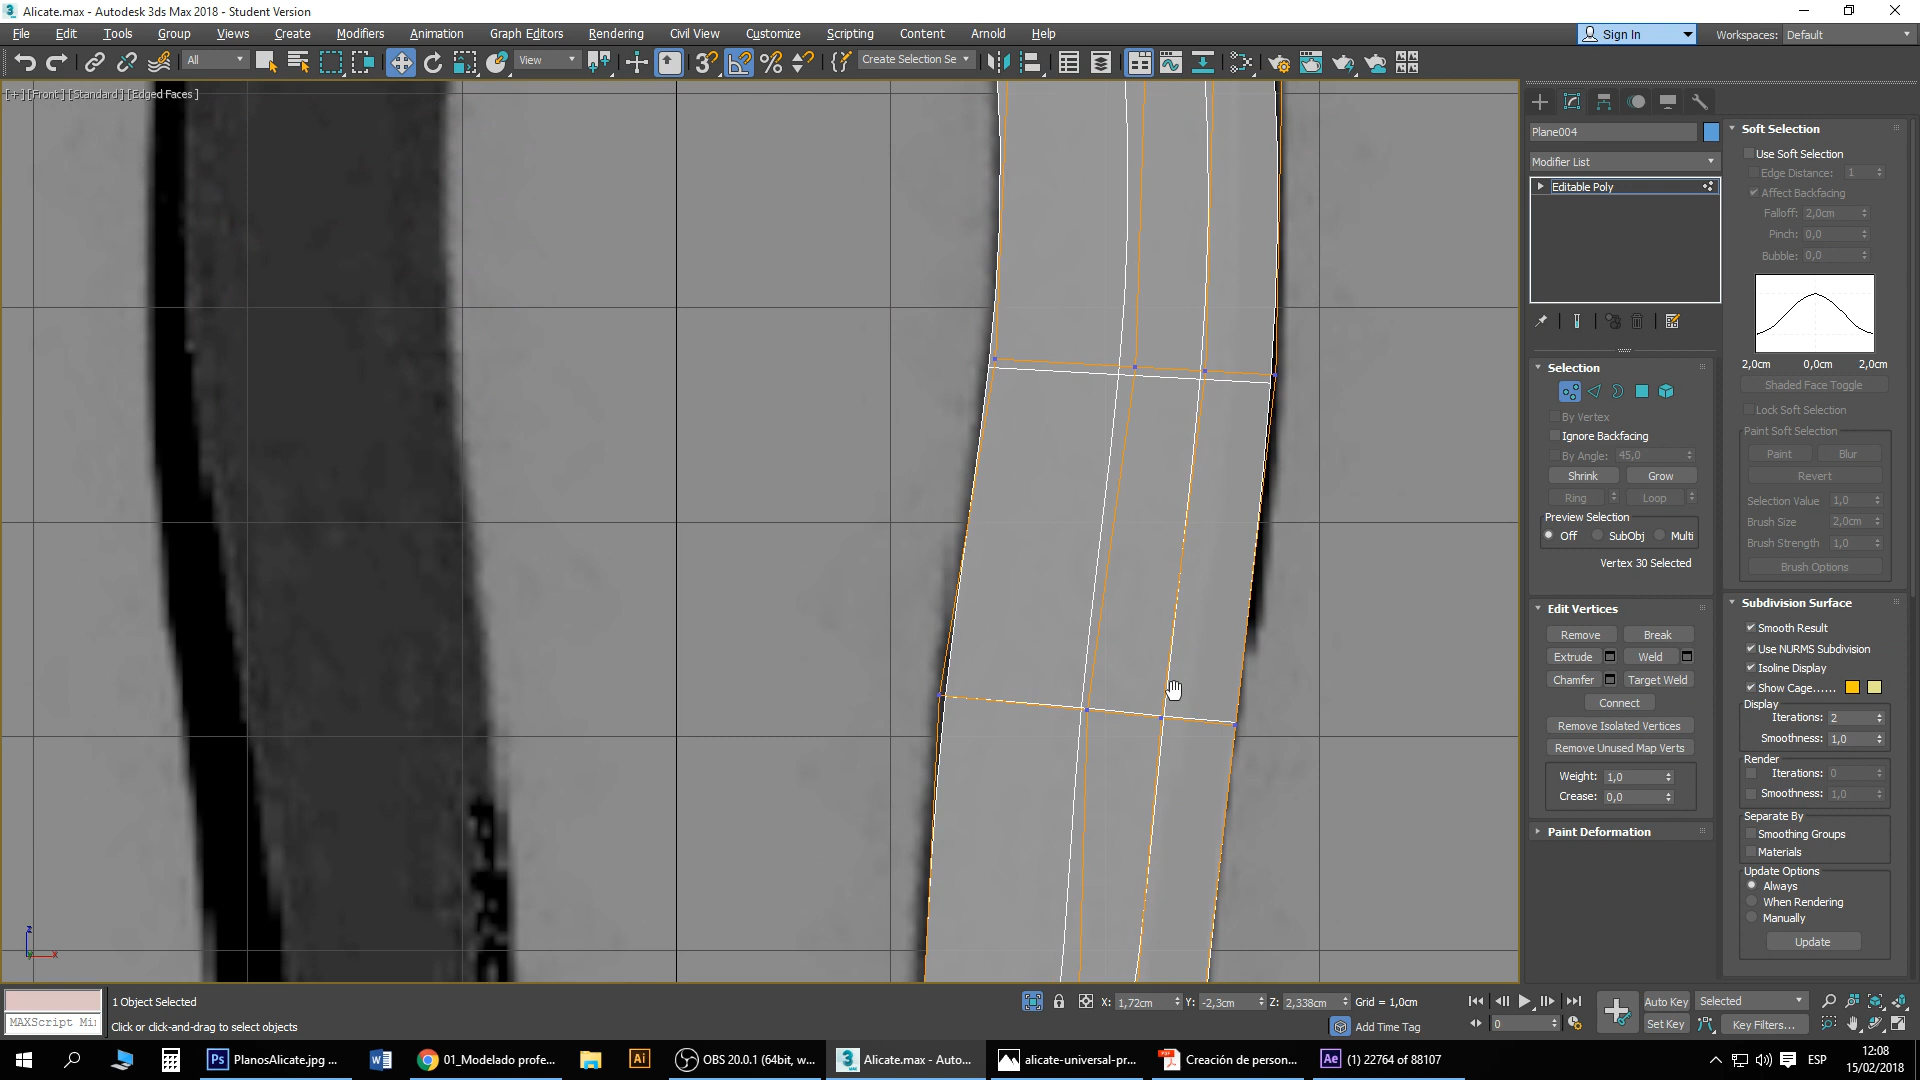 Alicate.max - Autodesk 3ds Max 2018 - Student Version
File Edit Tools Group Views Create Modifiers Animation Graph Editors Rendering Civil View Customize Scripting Content Arnold Help
Sign In
Workspaces: Default
All
View
Create Selection Se
[+] [Front] [Standard] [Edged Faces]
Plane004
Modifier List
Editable Poly
Selection
By Vertex
Ignore Backfacing
By Angle: 45,0
Shrink Grow
Ring Loop
Preview Selection
Off SubObj Multi
Vertex 30 Selected
Edit Vertices
Remove Break
Extrude Weld
Chamfer Target Weld
Connect
Remove Isolated Vertices
Remove Unused Map Verts
Weight: 1,0
Crease: 0,0
Paint Deformation
Soft Selection
Use Soft Selection
Edge Distance: 1
Affect Backfacing
Falloff: 2,0cm
Pinch: 0,0
Bubble: 0,0
2,0cm 0,0cm 2,0cm
Shaded Face Toggle
Lock Soft Selection
Paint Soft Selection
Paint Blur
Revert
Selection Value 1,0
Brush Size 2,0cm
Brush Strength 1,0
Brush Options
Subdivision Surface
Smooth Result
Use NURMS Subdivision
Isoline Display
Show Cage......
Display
Iterations: 2
Smoothness: 1,0
Render
Iterations: 0
Smoothness: 1,0
Separate By
Smoothing Groups
Materials
Update Options
Always
When Rendering
Manually
Update
z
x
MAXScript Mi
1 Object Selected
Click or click-and-drag to select objects
X: 1,72cm Y: -2,3cm Z: 2,338cm Grid = 1,0cm
Add Time Tag
0
Auto Key Selected
Set Key Key Filters...
PlanosAlicate.jpg ...
01_Modelado profe...
OBS 20.0.1 (64bit, w...
Alicate.max - Auto...
alicate-universal-pr...
Creación de person...
(1) 22764 of 88107
ESP
12:08
15/02/2018